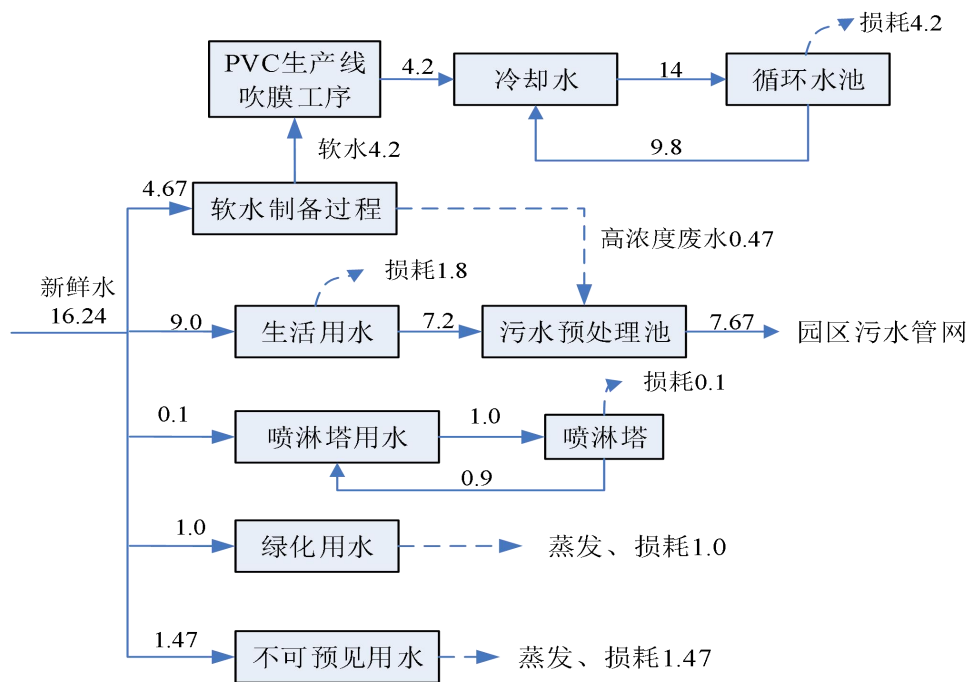 损耗4.2
PVC生产线
吹膜工序
4.2
冷却水
14
循环水池
9.8
软水4.2
4.67
软水制备过程
高浓度废水0.47
新鲜水
16.24
损耗1.8
9.0
生活用水
7.2
污水预处理池
7.67
园区污水管网
损耗0.1
0.1
喷淋塔用水
1.0
喷淋塔
0.9
1.0
绿化用水
蒸发、损耗1.0
1.47
不可预见用水
蒸发、损耗1.47